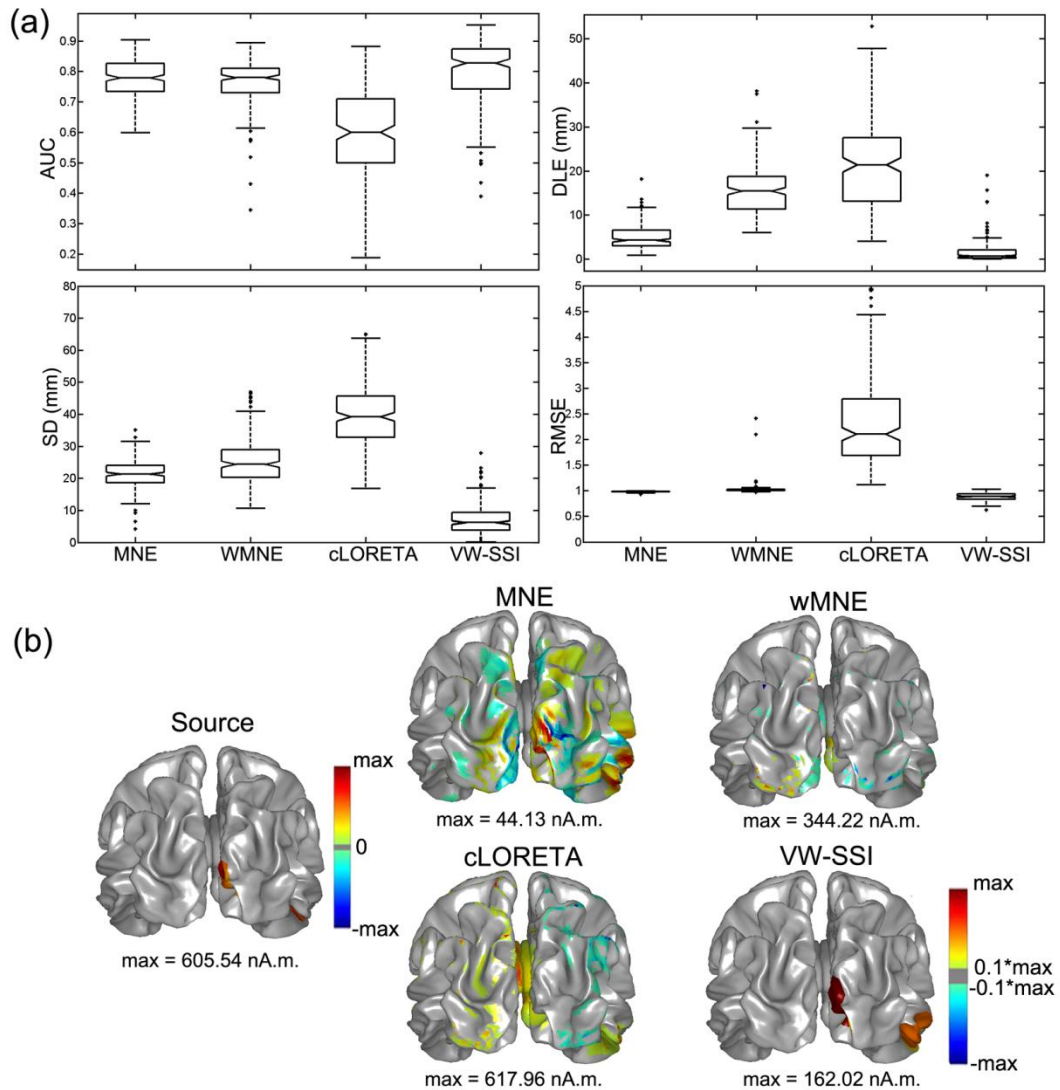 (a)
0.9
0.8
0.7
0.6
0.5
0.4
0.3
0.2
AUC
50
40
30
20
10
0
DLE (mm)
80
70
60
50
40
30
20
10
0
SD (mm)
MNE WMNE cLORETA VW-SSI
5
4.5
4
3.5
3
2.5
2
1.5
1
0.5
0
RMSE
MNE WMNE cLORETA VW-SSI
(b)
Source
max
0
-max
max = 605.54 nA.m.
MNE
max = 44.13 nA.m.
wMNE
max = 344.22 nA.m.
cLORETA
max = 617.96 nA.m.
VW-SSI
max = 162.02 nA.m.
max
0.1*max
-0.1*max
-max